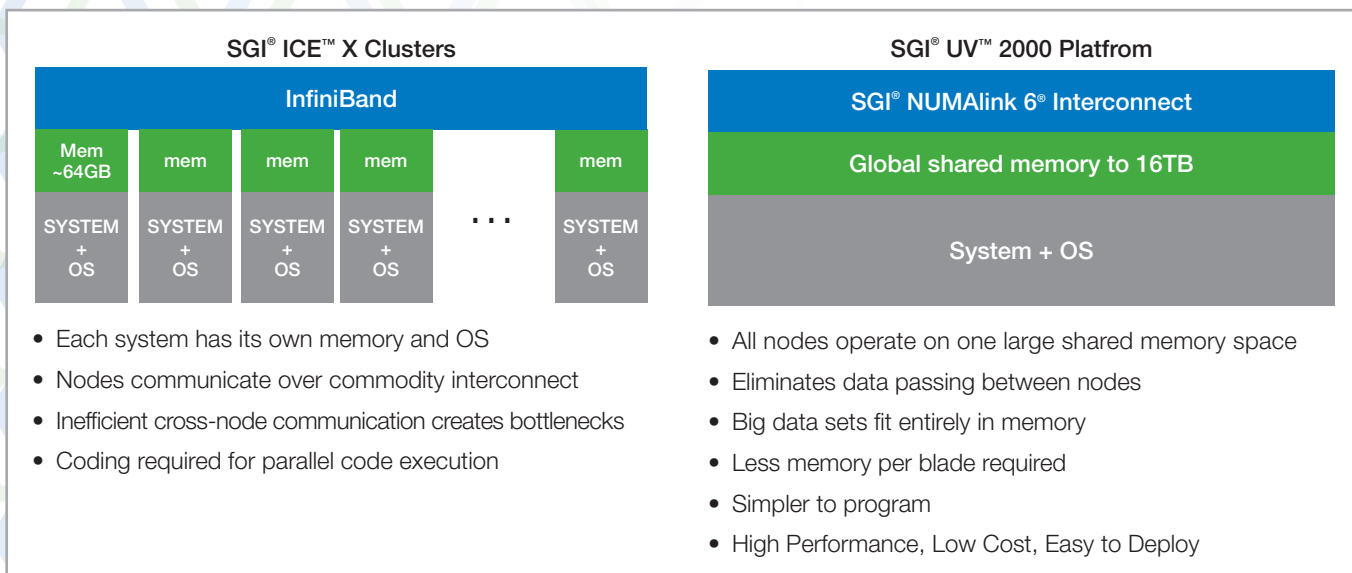 SGI® ICE™ X Clusters
InfiniBand
Mem
~64GB
mem
mem
mem
mem
SYSTEM
+
OS
SYSTEM
+
OS
SYSTEM
+
OS
SYSTEM
+
OS
...
SYSTEM
+
OS
• Each system has its own memory and OS
• Nodes communicate over commodity interconnect
• Inefficient cross-node communication creates bottlenecks
• Coding required for parallel code execution
SGI® UV™ 2000 Platfrom
SGI® NUMAlink 6® Interconnect
Global shared memory to 16TB
System + OS
• All nodes operate on one large shared memory space
• Eliminates data passing between nodes
• Big data sets fit entirely in memory
• Less memory per blade required
• Simpler to program
• High Performance, Low Cost, Easy to Deploy